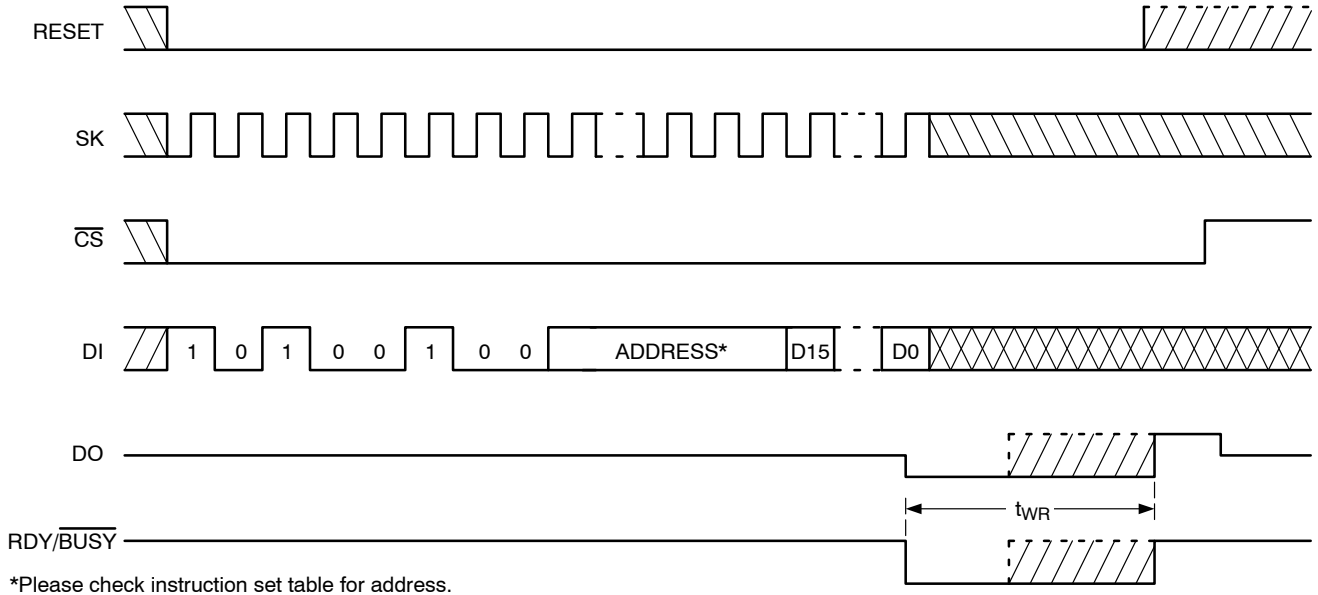 RESET
SK
CS
DI 1 0 1 0 0 1 0 0 ADDRESS* D15 D0
DO
tWR
RDY/BUSY
*Please check instruction set table for address.